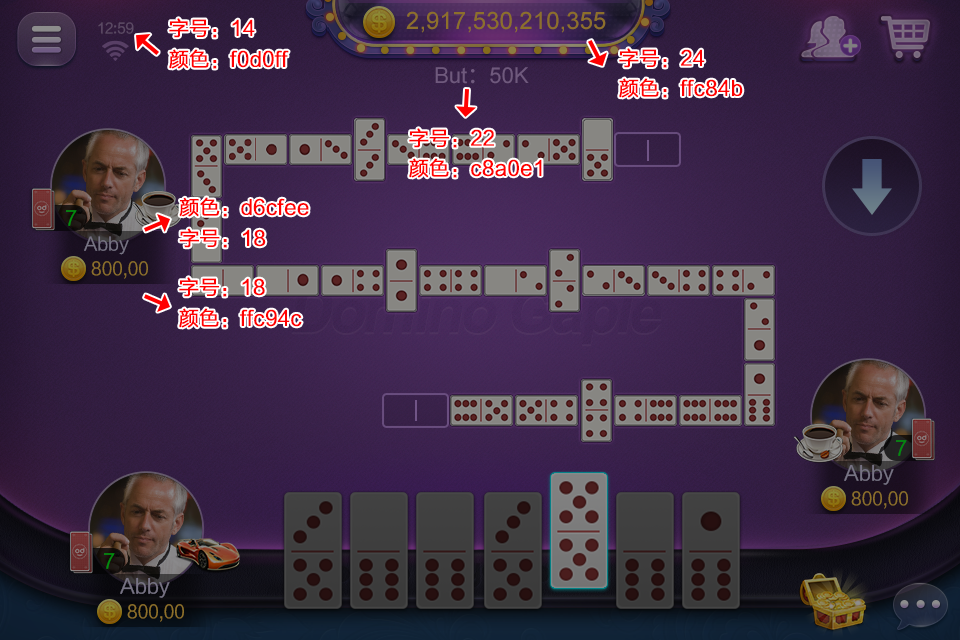 12:59
字号：14
颜色：f0d0ff
2,917,530,210,355
字号：24
颜色：ffc84b
But：50K
字号：22
颜色：c8a0e1
7
颜色：d6cfee
字号：18
Abby
800,00
字号：18
颜色：ffc94c
Domino Gaple
7
Abby
800,00
7
Abby
800,00